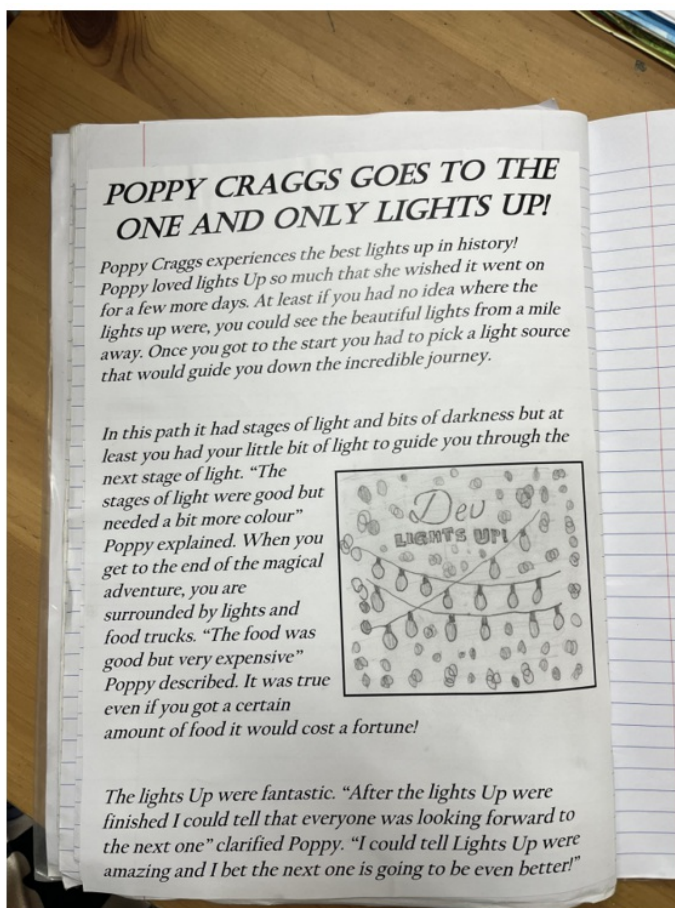 POPPY CRAGGS GOES TO THE
ONE AND ONLY LIGHTS UP!
Poppy Craggs experiences the best lights up in history!
Poppy loved lights Up so much that she wished it went on
for a few more days. At least if you had no idea where the
lights up were, you could see the beautiful lights from a mile
away. Once you got to the start you had to pick a light source
that would guide you down the incredible journey.
In this path it had stages of light and bits of darkness but at
least you had your little bit of light to guide you through the
next stage of light. “The
stages of light were good but
needed a bit more colour”
Poppy explained. When you
get to the end of the magical
adventure, you are
surrounded by lights and
food trucks. “The food was
good but very expensive”
Poppy described. It was true
even if you got a certain
amount of food it would cost a fortune!
Dev
LIGHTS UP!
The lights Up were fantastic. “After the lights Up were
finished I could tell that everyone was looking forward to
the next one” clarified Poppy. “I could tell Lights Up were
amazing and I bet the next one is going to be even better!”